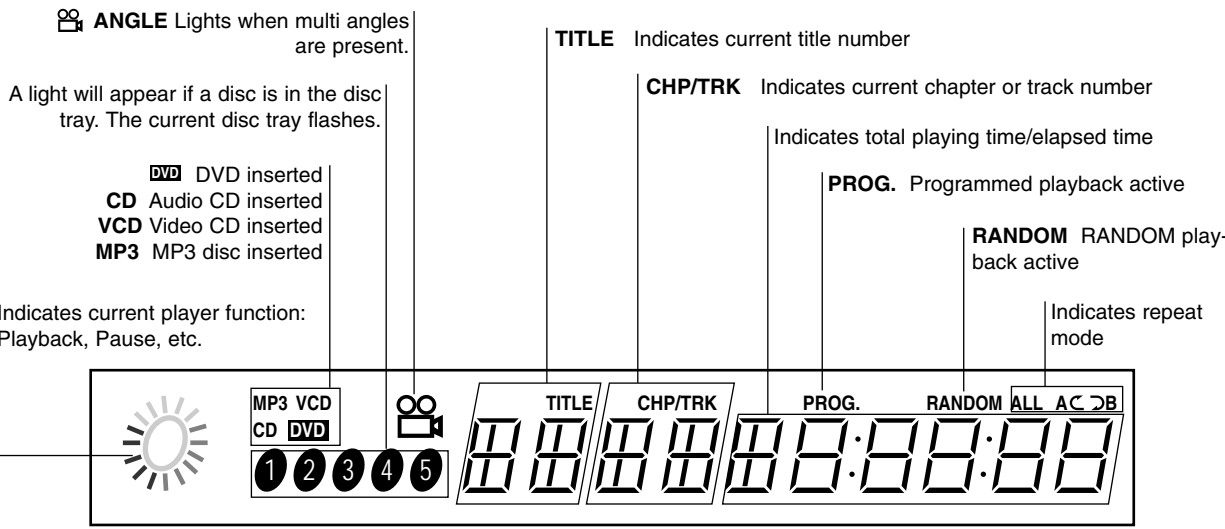 ANGLE Lights when multi angles
are present.
TITLE Indicates current title number
A light will appear if a disc is in the disc
tray. The current disc tray flashes.
CHP/TRK Indicates current chapter or track number
Indicates total playing time/elapsed time
DVD DVD inserted
CD Audio CD inserted
VCD Video CD inserted
MP3 MP3 disc inserted
PROG. Programmed playback active
RANDOM RANDOM play-
back active
Indicates current player function:
Playback, Pause, etc.
Indicates repeat
mode
MP3 VCD
CD DVD
1 2 3 4 5
TITLE
CHP/TRK
PROG.
RANDOM
ALL A B